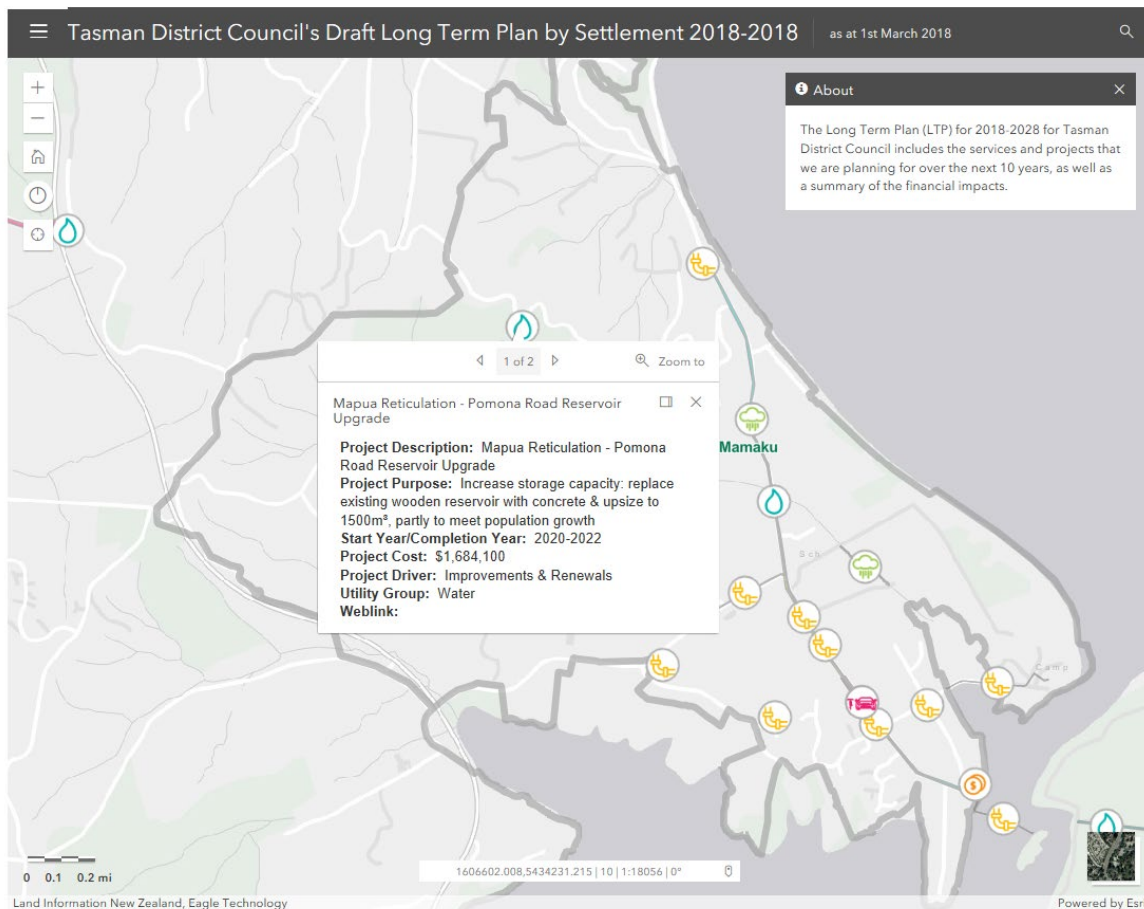 Tasman District Council's Draft Long Term Plan by Settlement 2018-2018
as at 1st March 2018
About
The Long Term Plan (LTP) for 2018-2028 for Tasman
District Council includes the services and projects that
we are planning for over the next 10 years, as well as
a summary of the financial impacts.
1 of 2
Zoom to
Mapua Reticulation - Pomona Road Reservoir
Upgrade
Project Description: Mapua Reticulation - Pomona
Road Reservoir Upgrade
Project Purpose: Increase storage capacity: replace
existing wooden reservoir with concrete & upsize to
1500m³, partly to meet population growth
Start Year/Completion Year: 2020-2022
Project Cost: $1,684,100
Project Driver: Improvements & Renewals
Utility Group: Water
Weblink:
Mamaku
Sch
Camp
0 0.1 0.2 mi
1606602.008,5434231.215 | 10 | 1:18056 | 0°
Land Information New Zealand, Eagle Technology
Powered by Esr